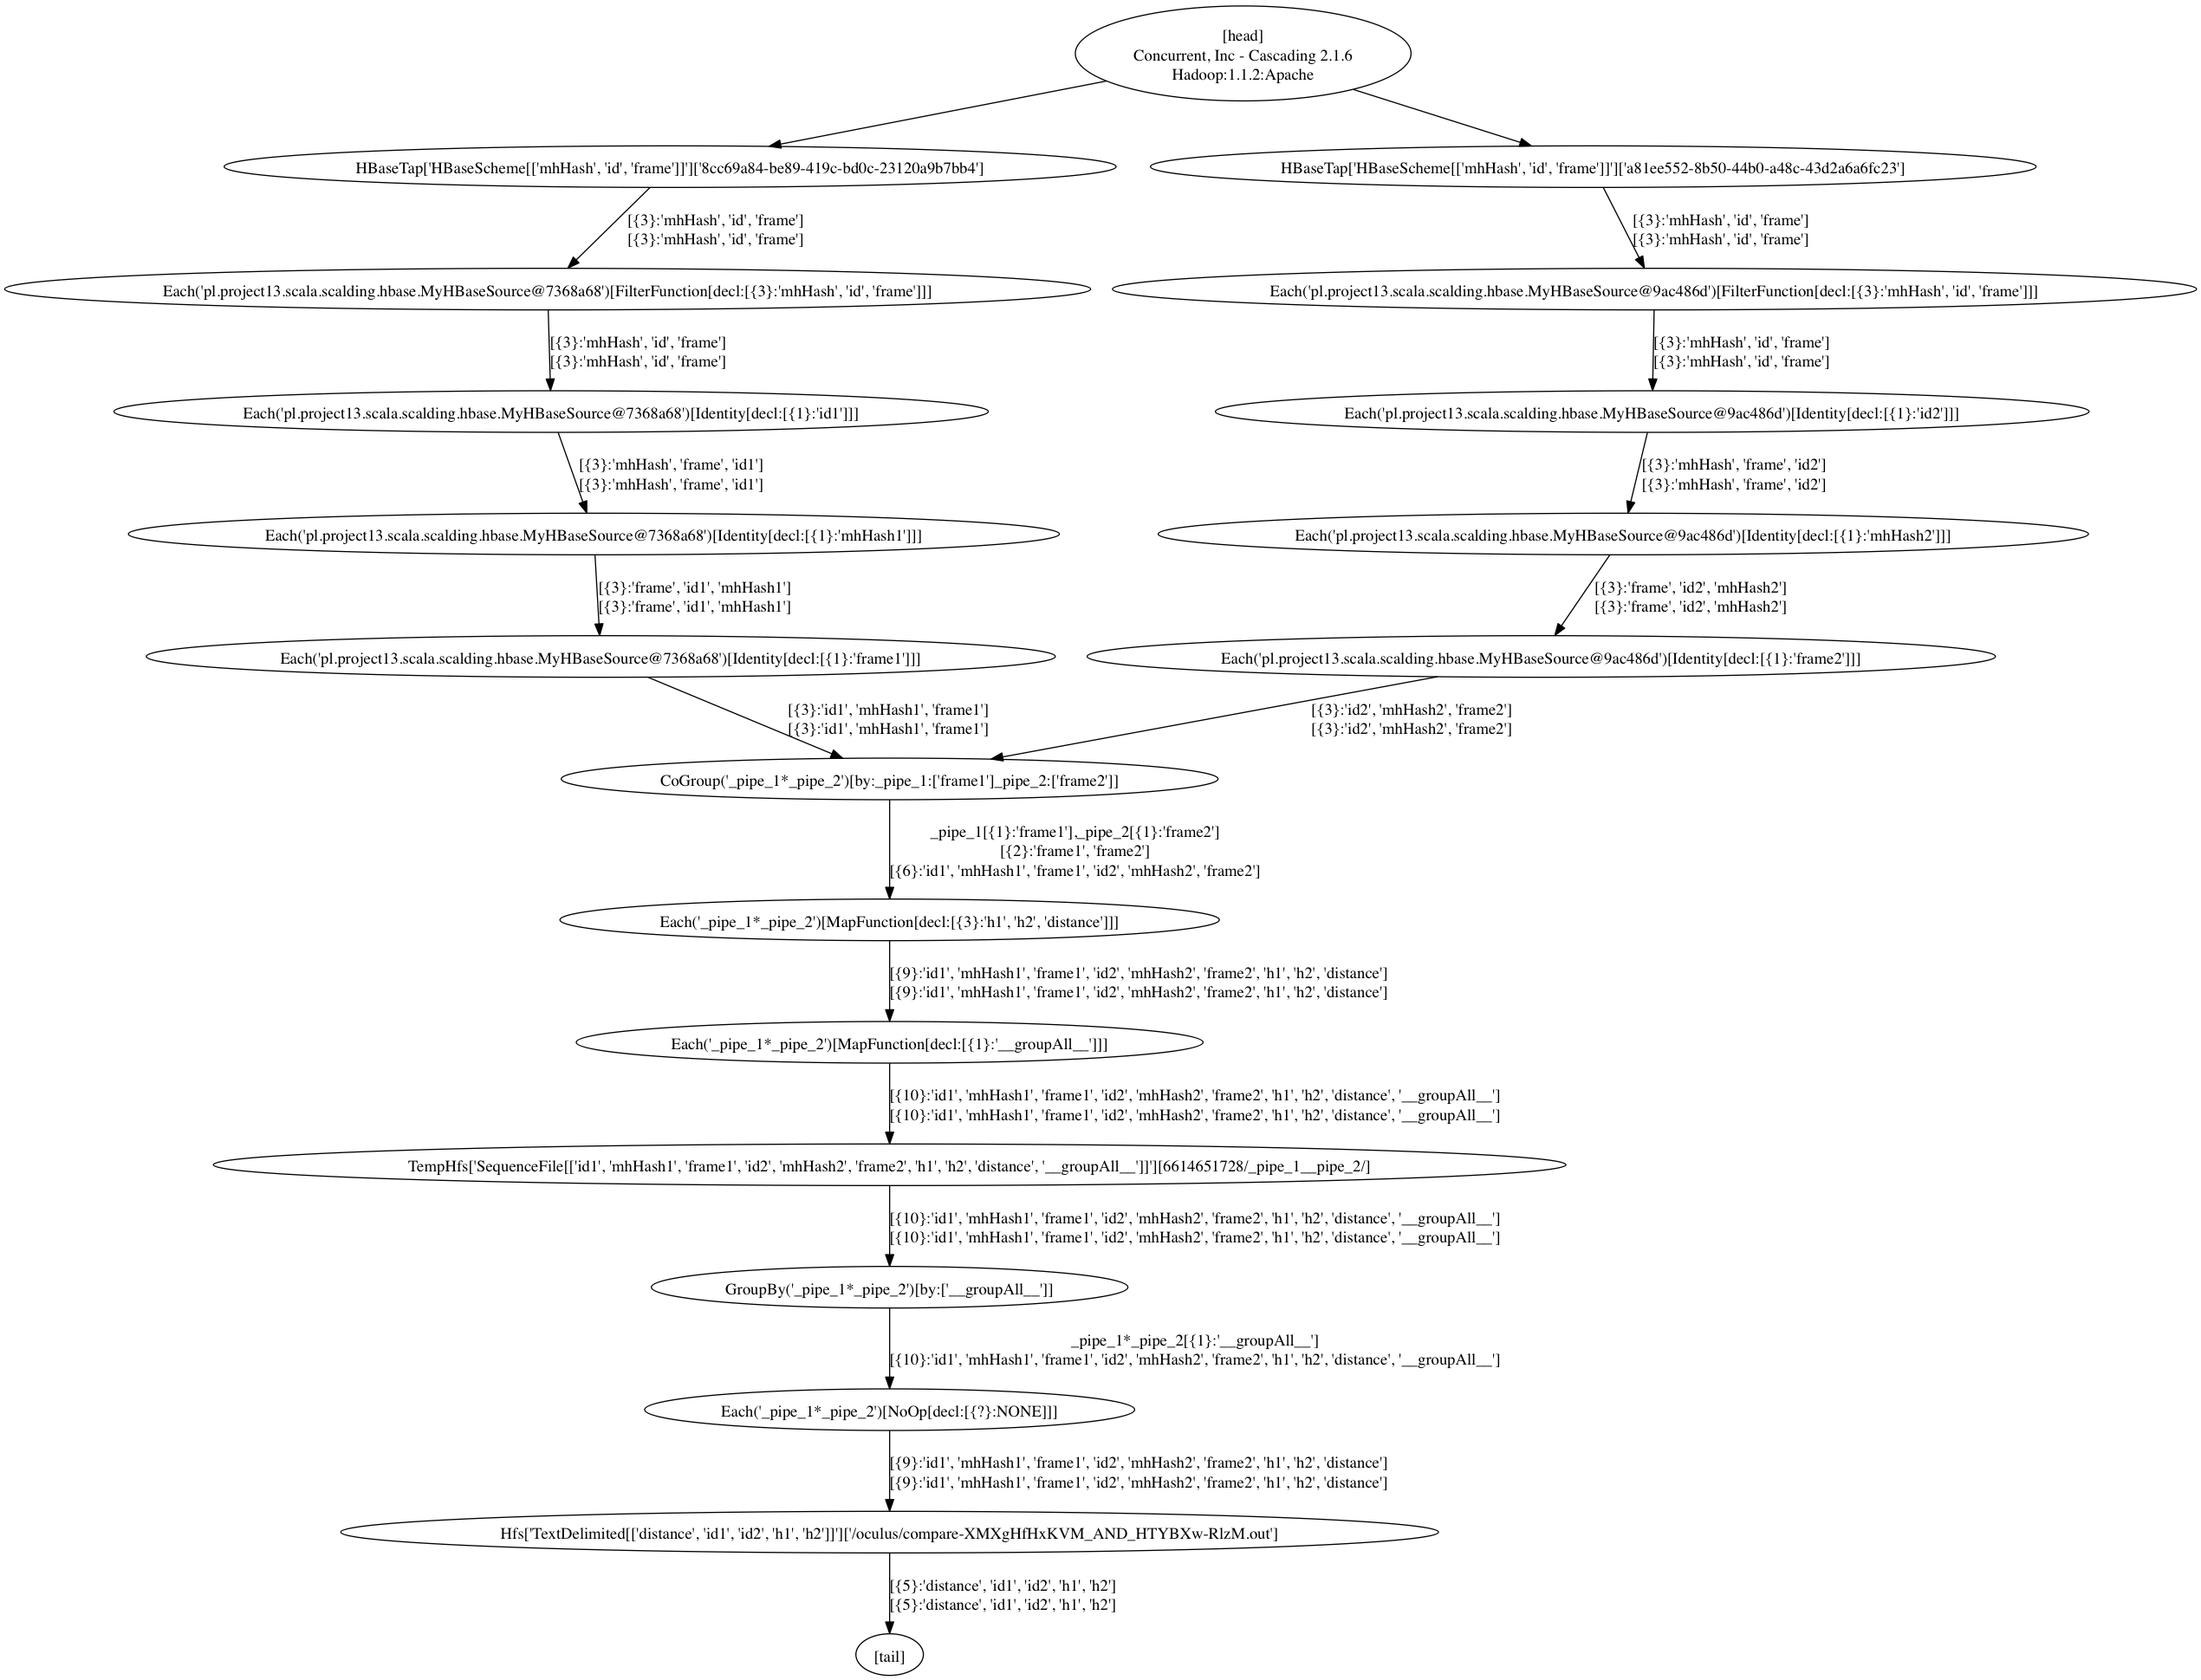 [head]
Concurrent, Inc - Cascading 2.1.6
Hadoop:1.1.2:Apache
HBaseTap['HBaseScheme[['mhHash', 'id', 'frame']]']['8cc69a84-be89-419c-bd0c-23120a9b7bb4']
HBaseTap['HBaseScheme[['mhHash', 'id', 'frame']]']['a81ee552-8b50-44b0-a48c-43d2a6a6fc23']
[{3}:'mhHash', 'id', 'frame']
[{3}:'mhHash', 'id', 'frame']
[{3}:'mhHash', 'id', 'frame']
[{3}:'mhHash', 'id', 'frame']
Each('pl.project13.scala.scalding.hbase.MyHBaseSource@7368a68')[FilterFunction[decl:[{3}:'mhHash', 'id', 'frame']]]
Each('pl.project13.scala.scalding.hbase.MyHBaseSource@9ac486d')[FilterFunction[decl:[{3}:'mhHash', 'id', 'frame']]]
[{3}:'mhHash', 'id', 'frame']
[{3}:'mhHash', 'id', 'frame']
[{3}:'mhHash', 'id', 'frame']
[{3}:'mhHash', 'id', 'frame']
Each('pl.project13.scala.scalding.hbase.MyHBaseSource@7368a68')[Identity[decl:[{1}:'id1']]]
Each('pl.project13.scala.scalding.hbase.MyHBaseSource@9ac486d')[Identity[decl:[{1}:'id2']]]
[{3}:'mhHash', 'frame', 'id1']
[{3}:'mhHash', 'frame', 'id1']
[{3}:'mhHash', 'frame', 'id2']
[{3}:'mhHash', 'frame', 'id2']
Each('pl.project13.scala.scalding.hbase.MyHBaseSource@7368a68')[Identity[decl:[{1}:'mhHash1']]]
Each('pl.project13.scala.scalding.hbase.MyHBaseSource@9ac486d')[Identity[decl:[{1}:'mhHash2']]]
[{3}:'frame', 'id1', 'mhHash1']
[{3}:'frame', 'id1', 'mhHash1']
[{3}:'frame', 'id2', 'mhHash2']
[{3}:'frame', 'id2', 'mhHash2']
Each('pl.project13.scala.scalding.hbase.MyHBaseSource@7368a68')[Identity[decl:[{1}:'frame1']]]
Each('pl.project13.scala.scalding.hbase.MyHBaseSource@9ac486d')[Identity[decl:[{1}:'frame2']]]
[{3}:'id1', 'mhHash1', 'frame1']
[{3}:'id1', 'mhHash1', 'frame1']
[{3}:'id2', 'mhHash2', 'frame2']
[{3}:'id2', 'mhHash2', 'frame2']
CoGroup('_pipe_1*_pipe_2')[by:_pipe_1:['frame1']_pipe_2:['frame2']]
_pipe_1[{1}:'frame1'],_pipe_2[{1}:'frame2']
[{2}:'frame1', 'frame2']
[{6}:'id1', 'mhHash1', 'frame1', 'id2', 'mhHash2', 'frame2']
Each('_pipe_1*_pipe_2')[MapFunction[decl:[{3}:'h1', 'h2', 'distance']]]
[{9}:'id1', 'mhHash1', 'frame1', 'id2', 'mhHash2', 'frame2', 'h1', 'h2', 'distance']
[{9}:'id1', 'mhHash1', 'frame1', 'id2', 'mhHash2', 'frame2', 'h1', 'h2', 'distance']
Each('_pipe_1*_pipe_2')[MapFunction[decl:[{1}:'__groupAll__']]]
[{10}:'id1', 'mhHash1', 'frame1', 'id2', 'mhHash2', 'frame2', 'h1', 'h2', 'distance', '__groupAll__']
[{10}:'id1', 'mhHash1', 'frame1', 'id2', 'mhHash2', 'frame2', 'h1', 'h2', 'distance', '__groupAll__']
TempHfs['SequenceFile[['id1', 'mhHash1', 'frame1', 'id2', 'mhHash2', 'frame2', 'h1', 'h2', 'distance', '__groupAll__']]'][6614651728/_pipe_1__pipe_2/]
[{10}:'id1', 'mhHash1', 'frame1', 'id2', 'mhHash2', 'frame2', 'h1', 'h2', 'distance', '__groupAll__']
[{10}:'id1', 'mhHash1', 'frame1', 'id2', 'mhHash2', 'frame2', 'h1', 'h2', 'distance', '__groupAll__']
GroupBy('_pipe_1*_pipe_2')[by:['__groupAll__']]
_pipe_1*_pipe_2[{1}:'__groupAll__']
[{10}:'id1', 'mhHash1', 'frame1', 'id2', 'mhHash2', 'frame2', 'h1', 'h2', 'distance', '__groupAll__']
Each('_pipe_1*_pipe_2')[NoOp[decl:[{?}:NONE]]]
[{9}:'id1', 'mhHash1', 'frame1', 'id2', 'mhHash2', 'frame2', 'h1', 'h2', 'distance']
[{9}:'id1', 'mhHash1', 'frame1', 'id2', 'mhHash2', 'frame2', 'h1', 'h2', 'distance']
Hfs['TextDelimited[['distance', 'id1', 'id2', 'h1', 'h2']]']['/oculus/compare-XMXgHfHxKVM_AND_HTYBXw-RlzM.out']
[{5}:'distance', 'id1', 'id2', 'h1', 'h2']
[{5}:'distance', 'id1', 'id2', 'h1', 'h2']
[tail]